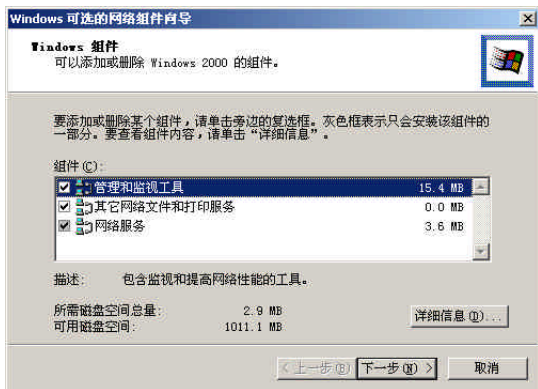 Windows 可选的网络组件向导
Windows 组件
可以添加或删除 Windows 2000 的组件。
要添加或删除某个组件，请单击旁边的复选框。灰色框表示只会安装该组件的
一部分。要查看组件内容，请单击“详细信息”。
组件(C):
管理和监视工具 15.4 MB
其它网络文件和打印服务 0.0 MB
网络服务 3.6 MB
描述: 包含监视和提高网络性能的工具。
所需磁盘空间总量: 2.9 MB
可用磁盘空间: 1011.1 MB
详细信息(D)...
<上一步(B) 下一步(N) > 取消